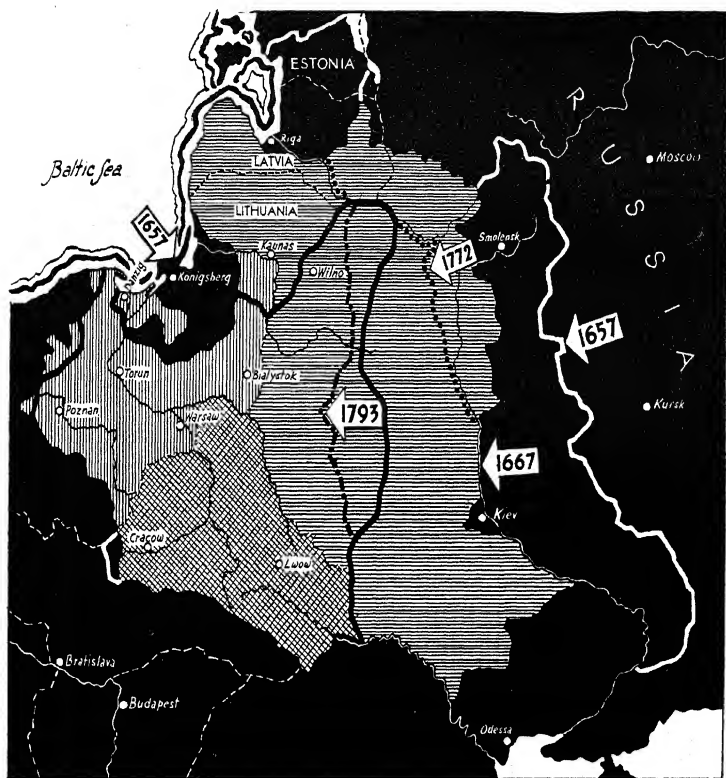 ESTONIA
Riga
R U S S I A
Moscow
Baltic Sea
LATVIA
LITHUANIA
1657
Smolensk
Kaunas
1772
Danzig
Konigsberg
Wilno
1657
Torun
Bialystok
Poznan
Warsaw
1793
Kursk
1667
Kiev
Cracow
Lwow
Bratislava
Budapest
Odessa